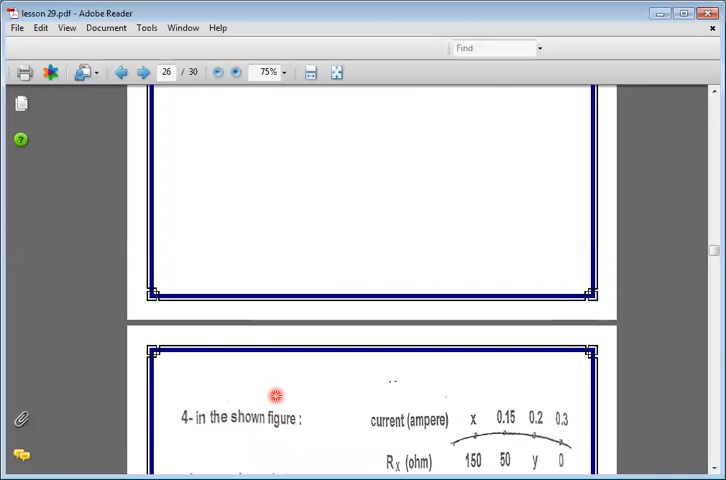 lesson 29.pdf - Adobe Reader
File Edit View Document Tools Window Help
Find
26 / 30 75%
4- in the shown figure :
current (ampere) x 0.15 0.2 0.3
Rx (ohm) 150 50 y 0